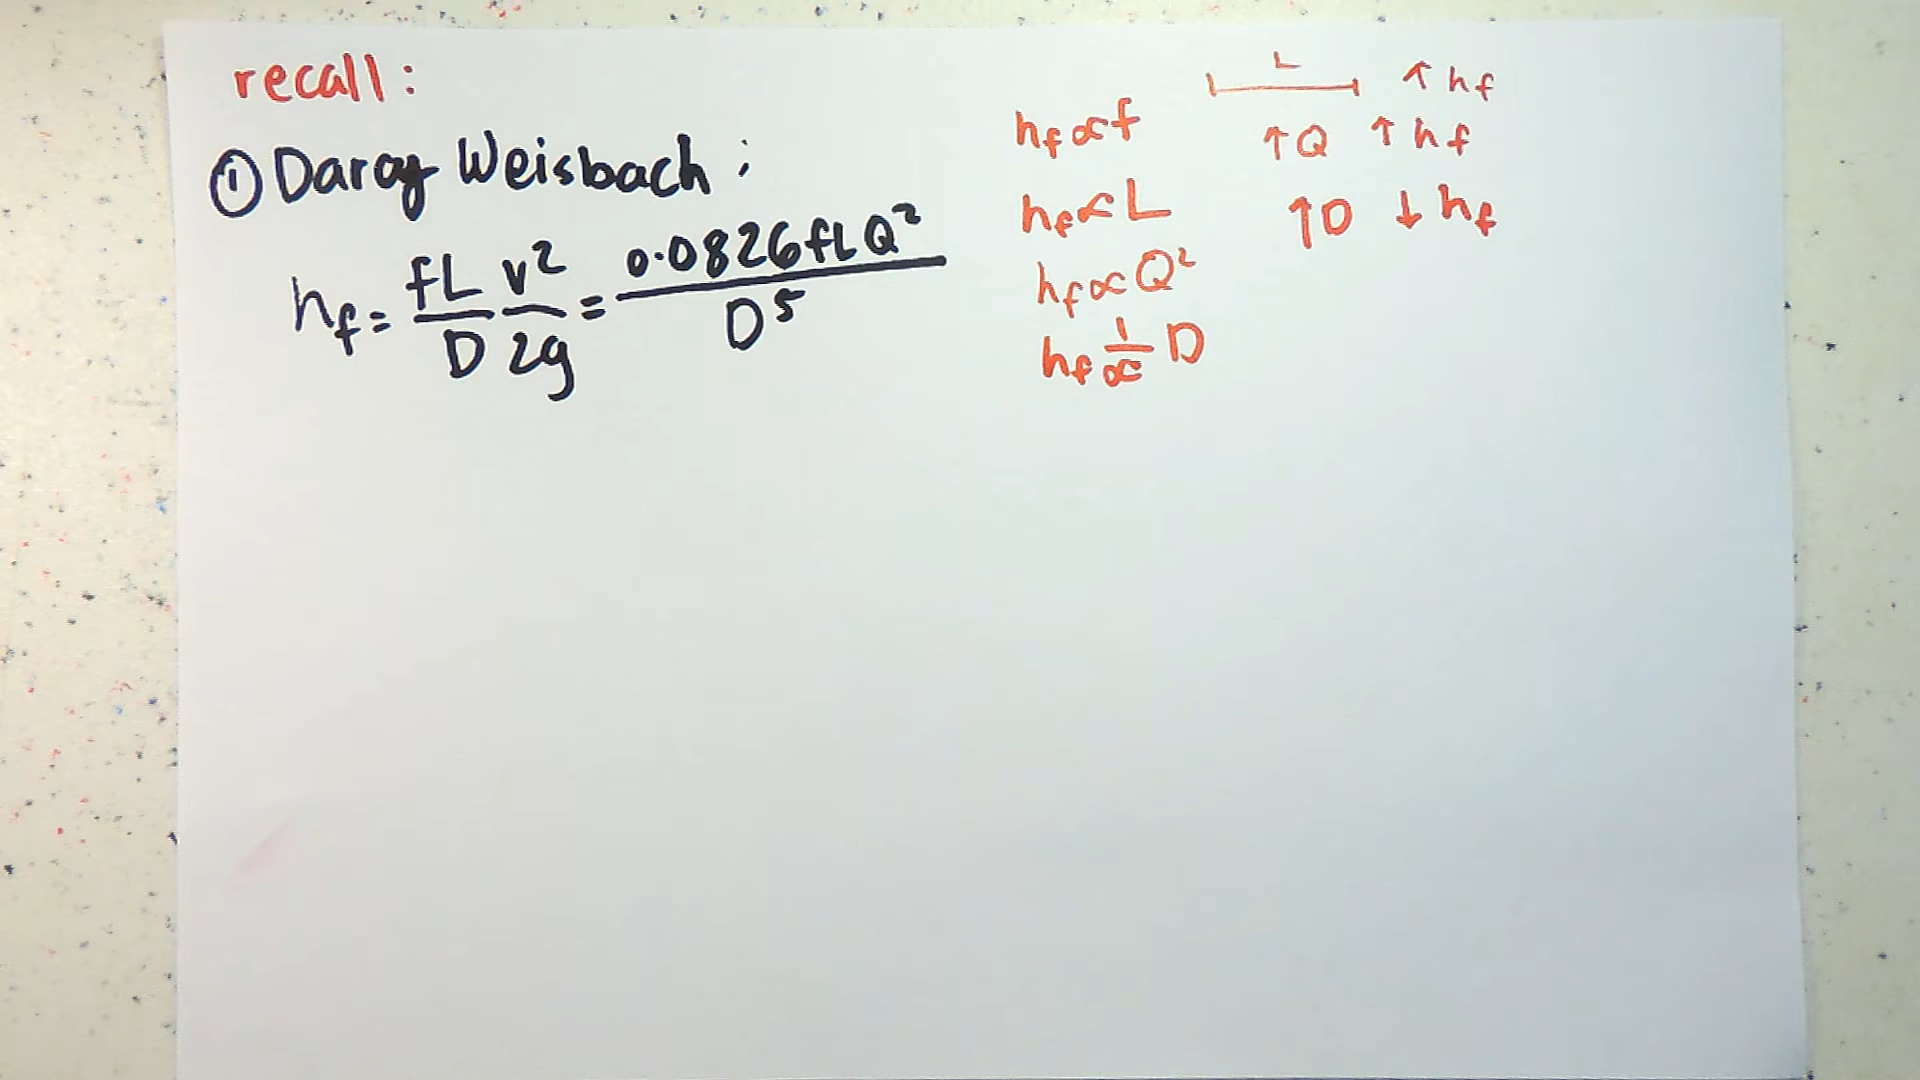 recall:
① Darcy Weisbach:
hf = fL/D v²/2g = 0.0826fLQ²/D⁵
hf ∝ f
hf ∝ L
hf ∝ Q²
hf 1/∝ D
L ↑ hf
↑ Q ↑ hf
↑ D ↓ hf